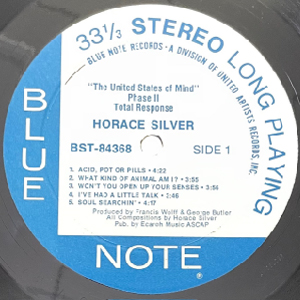 33 1/3 STEREO LONG PLAYING
BLUE NOTE RECORDS - A DIVISION OF UNITED ARTISTS RECORDS, INC.
"The United States of Mind"
Phase II
Total Response
HORACE SILVER
BST-84368 SIDE 1
1. ACID, POT OR PILLS • 4:22
2. WHAT KIND OF ANIMAL AM I? • 3:55
3. WON'T YOU OPEN UP YOUR SENSES • 3:56
4. I'VE HAD A LITTLE TALK • 2:46
5. SOUL SEARCHIN' • 4:17
Produced by Francis Wolff & George Butler
All Compositions by Horace Silver
Pub. by Ecaroh Music ASCAP
BLUE
NOTE